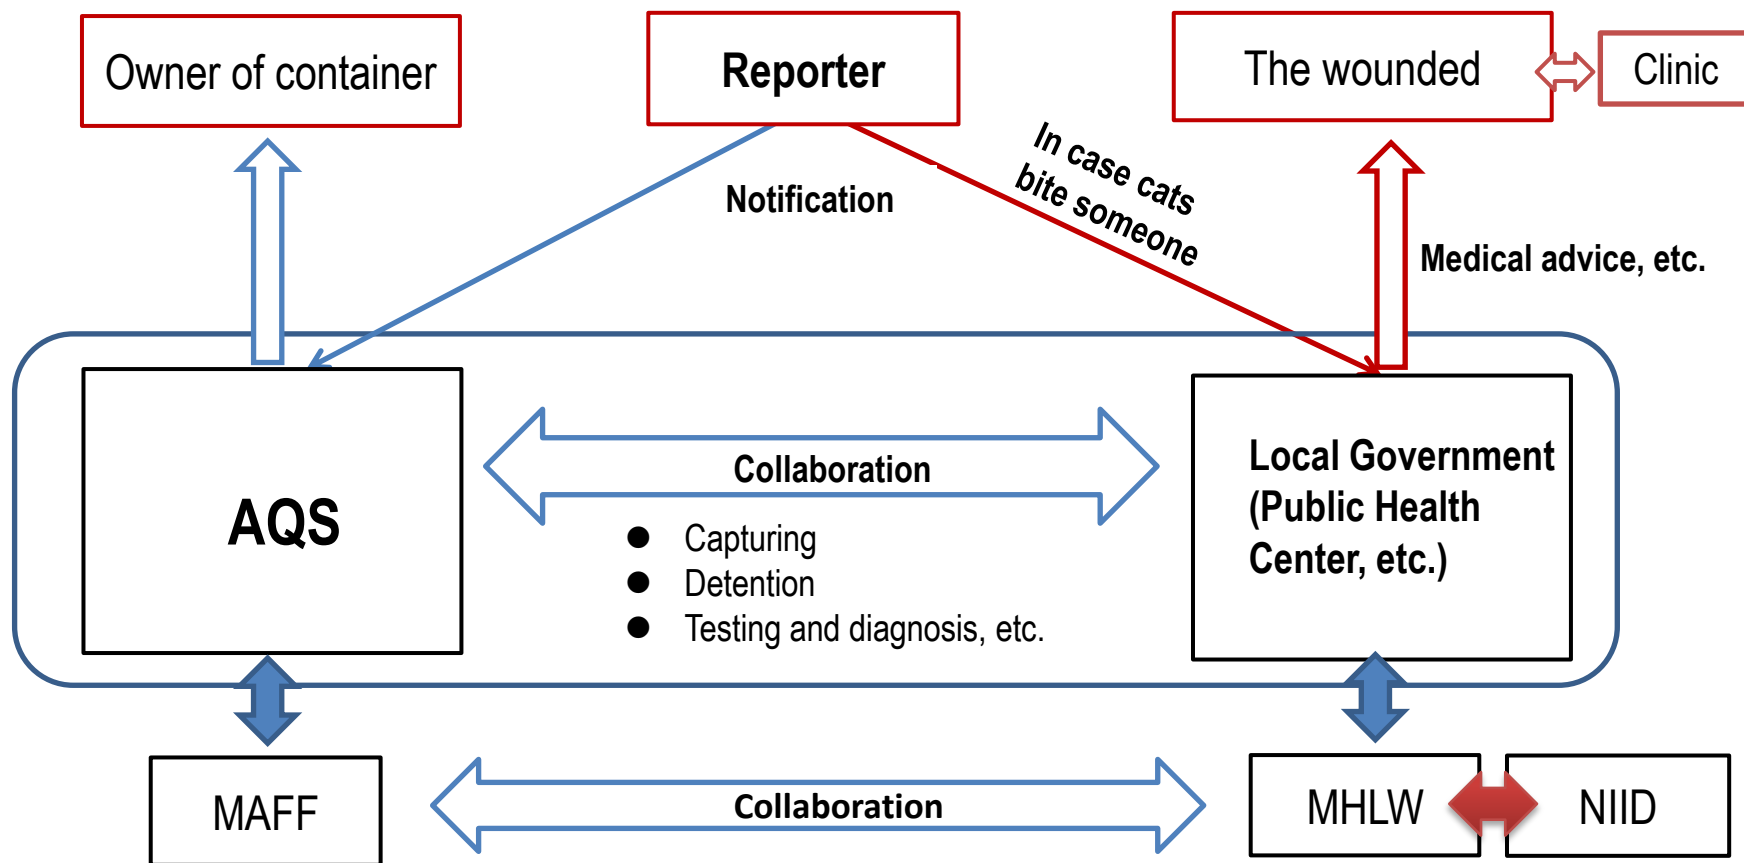 Owner of container
Reporter
The wounded
Clinic
Notification
In case cats
bite someone
Medical advice, etc.
AQS
Collaboration
● Capturing
● Detention
● Testing and diagnosis, etc.
Local Government
(Public Health
Center, etc.)
MAFF
Collaboration
MHLW
NIID